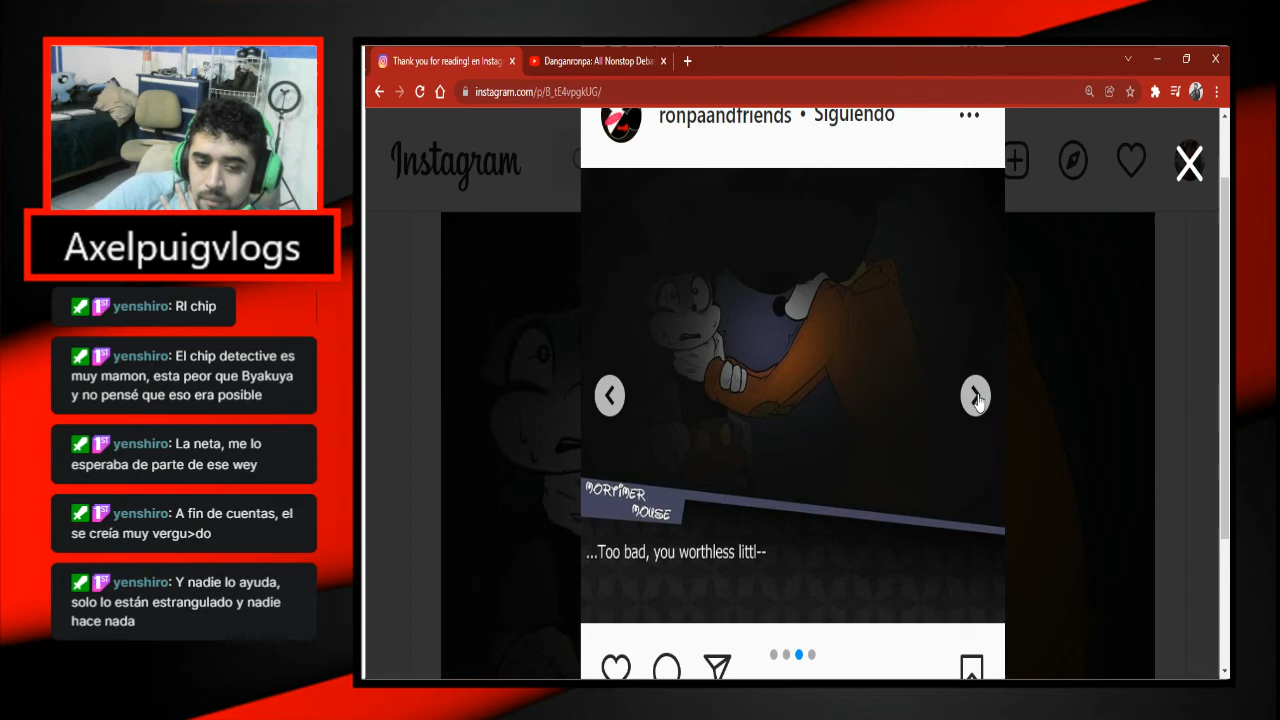 Axelpuigvlogs
yenshiro: RI chip
yenshiro: El chip detective es
muy mamon, esta peor que Byakuya
y no pensé que eso era posible
yenshiro: La neta, me lo
esperaba de parte de ese wey
yenshiro: A fin de cuentas, el
se creía muy vergu>do
yenshiro: Y nadie lo ayuda,
solo lo están estrangulado y nadie
hace nada
Thank you for reading! en Instag
Danganronpa: All Nonstop Deba
instagram.com/p/B_tE4vpgkUG/
Instagram
ronpaandfriends • Siguiendo
MORTIMER
MOUSE
...Too bad, you worthless littl--